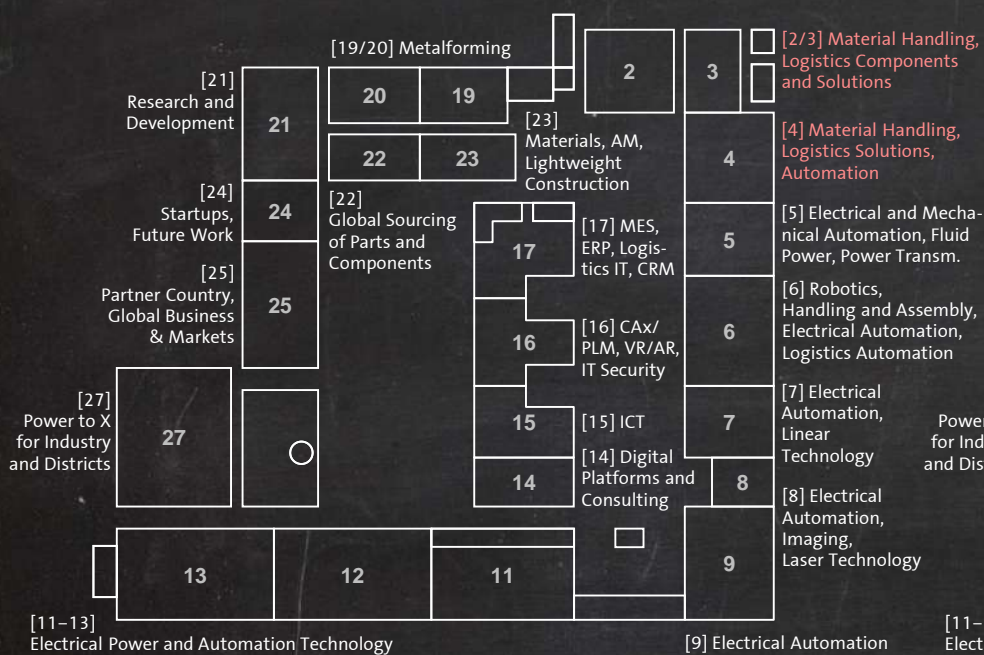 [19/20] Metalforming
[21]
Research and
Development
20
19
21
2
3
[2/3] Material Handling,
Logistics Components
and Solutions
22
23
[23]
Materials, AM,
Lightweight
Construction
4
[4] Material Handling,
Logistics Solutions,
Automation
[24]
Startups,
Future Work
24
[22]
Global Sourcing
of Parts and
Components
17
[17] MES,
ERP, Logis-
tics IT, CRM
5
[5] Electrical and Mecha-
nical Automation, Fluid
Power, Power Transm.
[25]
Partner Country,
Global Business
& Markets
25
16
[16] CAx/
PLM, VR/AR,
IT Security
6
[6] Robotics,
Handling and Assembly,
Electrical Automation,
Logistics Automation
[27]
Power to X
for Industry
and Districts
27
15
[15] ICT
7
[7] Electrical
Automation,
Linear
Technology
14
[14] Digital
Platforms and
Consulting
8
[8] Electrical
Automation,
Imaging,
Laser Technology
13
12
11
9
[11–13]
Electrical Power and Automation Technology
[9] Electrical Automation
Power
for Ind
and Dis
[11–
Elect